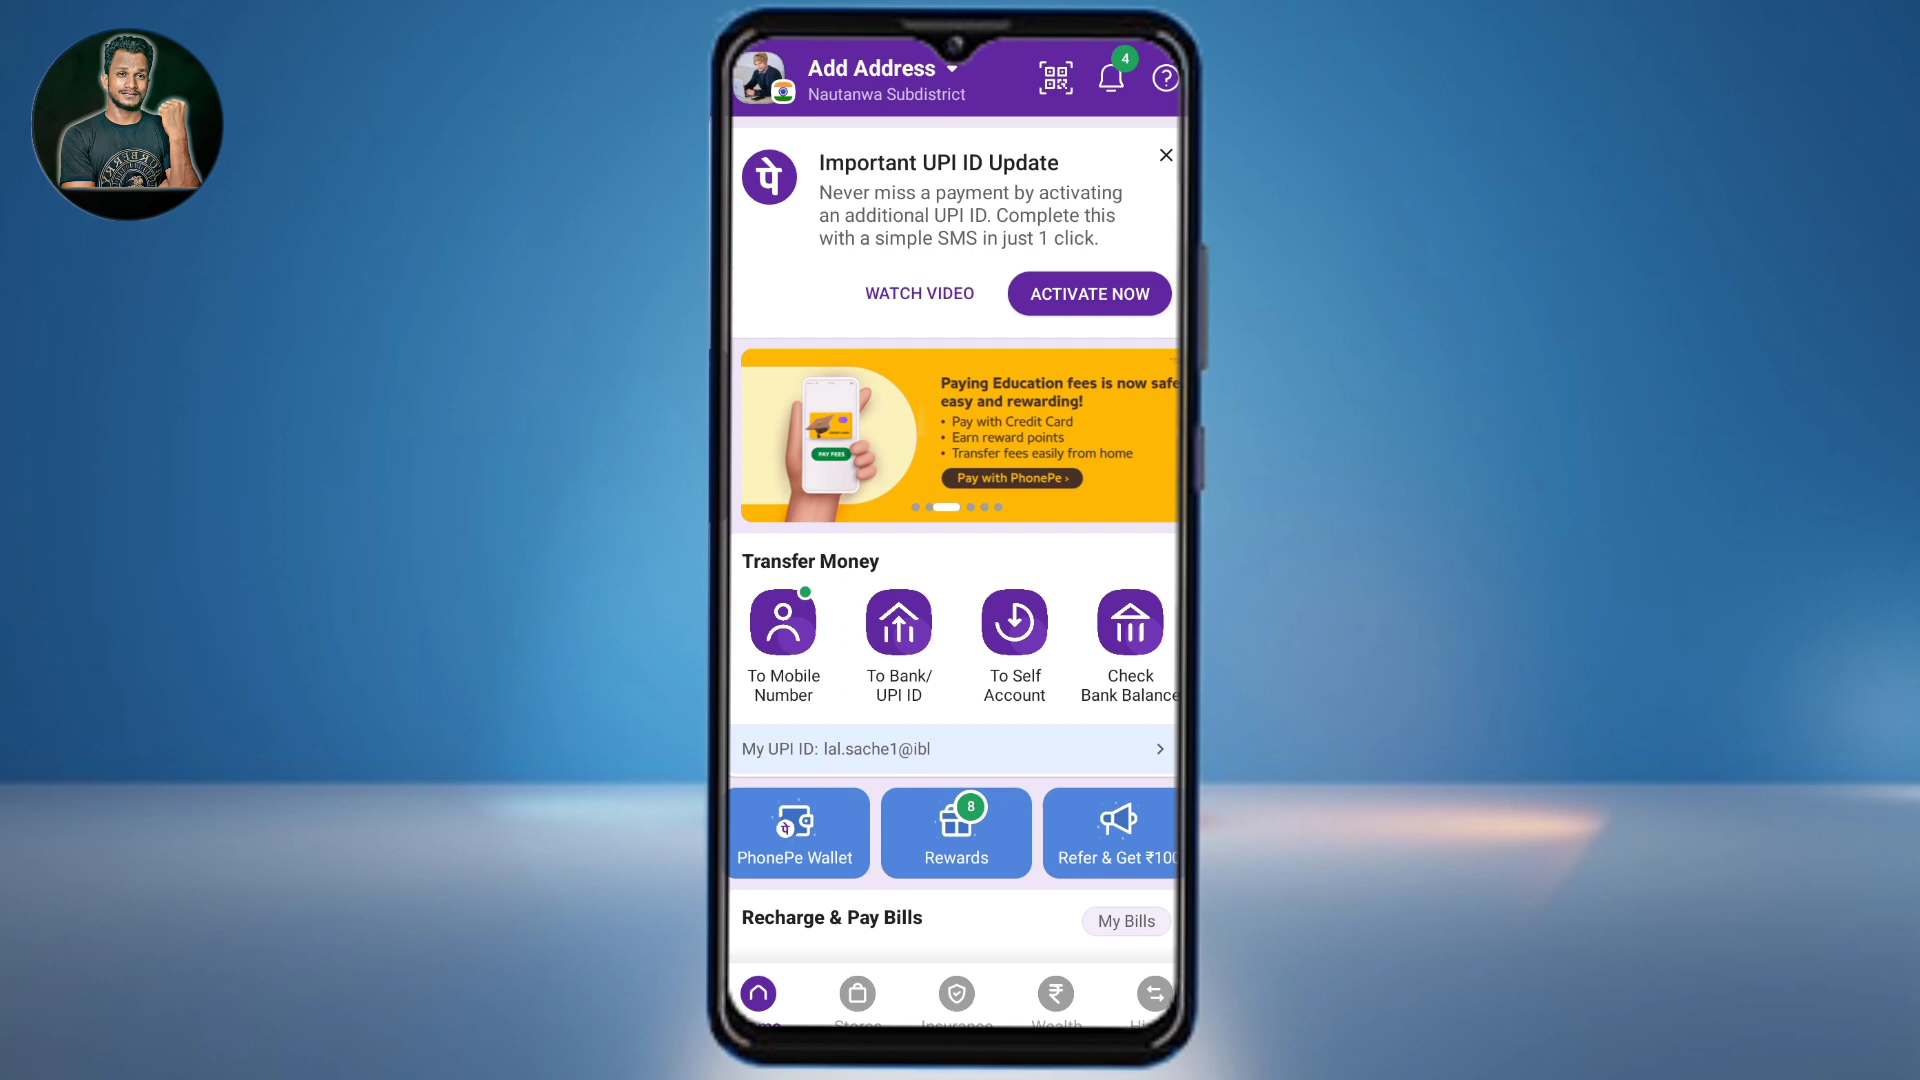 Add Address
Nautanwa Subdistrict
4
पे
Important UPI ID Update
Never miss a payment by activating
an additional UPI ID. Complete this
with a simple SMS in just 1 click.
WATCH VIDEO
ACTIVATE NOW
Paying Education fees is now safe
easy and rewarding!
• Pay with Credit Card
• Earn reward points
• Transfer fees easily from home
Pay with PhonePe ›
PAY FEES
Transfer Money
To Mobile
Number
To Bank/
UPI ID
To Self
Account
Check
Bank Balance
My UPI ID: lal.sache1@ibl
पे
PhonePe Wallet
8
Rewards
Refer & Get ₹100
Recharge & Pay Bills
My Bills
Stores
Insurance
Wealth